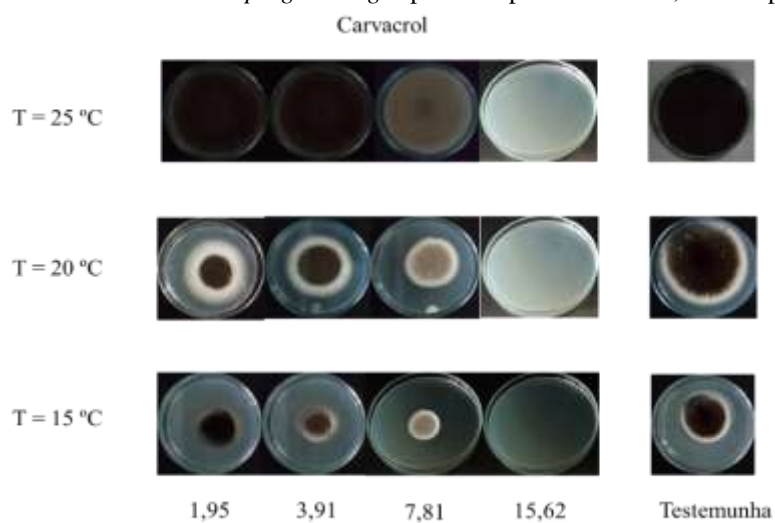 Carvacrol
T = 25 ºC
T = 20 ºC
T = 15 ºC
1,95 3,91 7,81 15,62 Testemunha